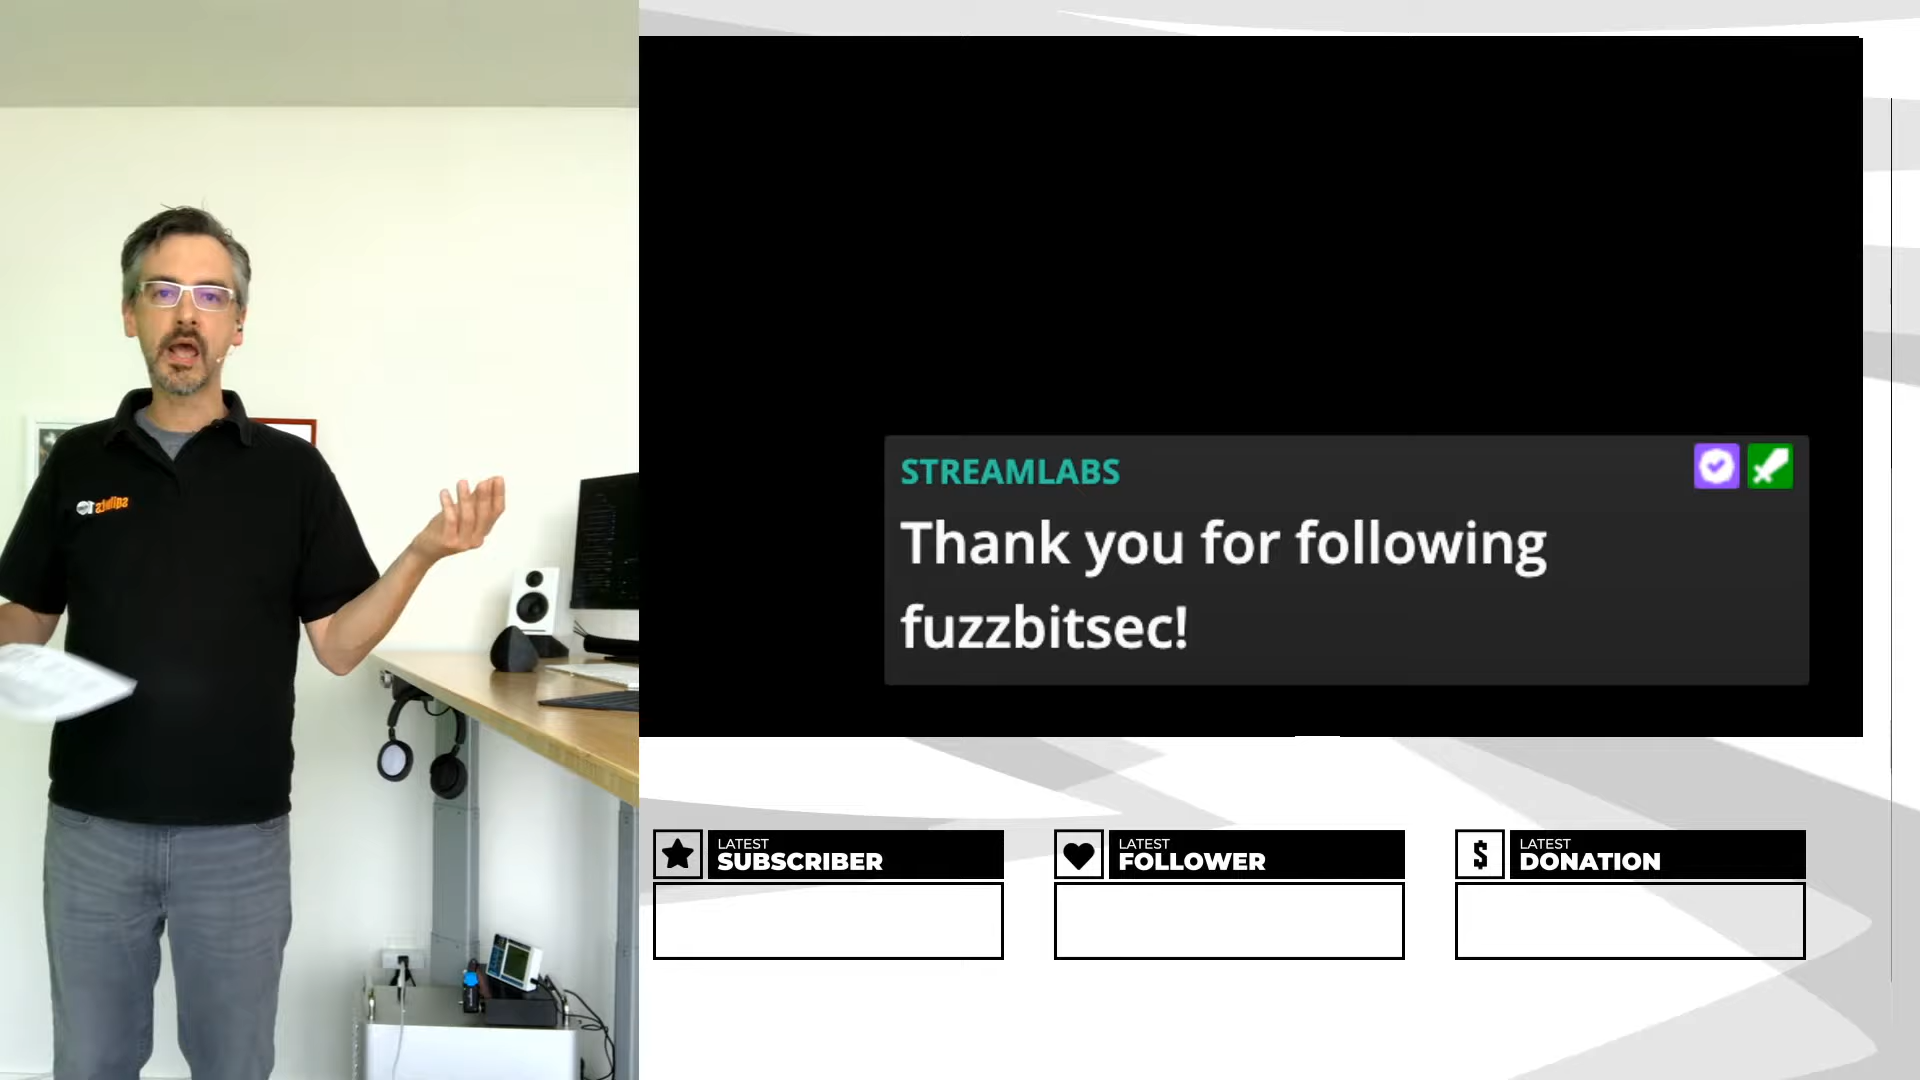 STREAMLABS
Thank you for following
fuzzbitsec!
LATEST
SUBSCRIBER
LATEST
FOLLOWER
LATEST
DONATION